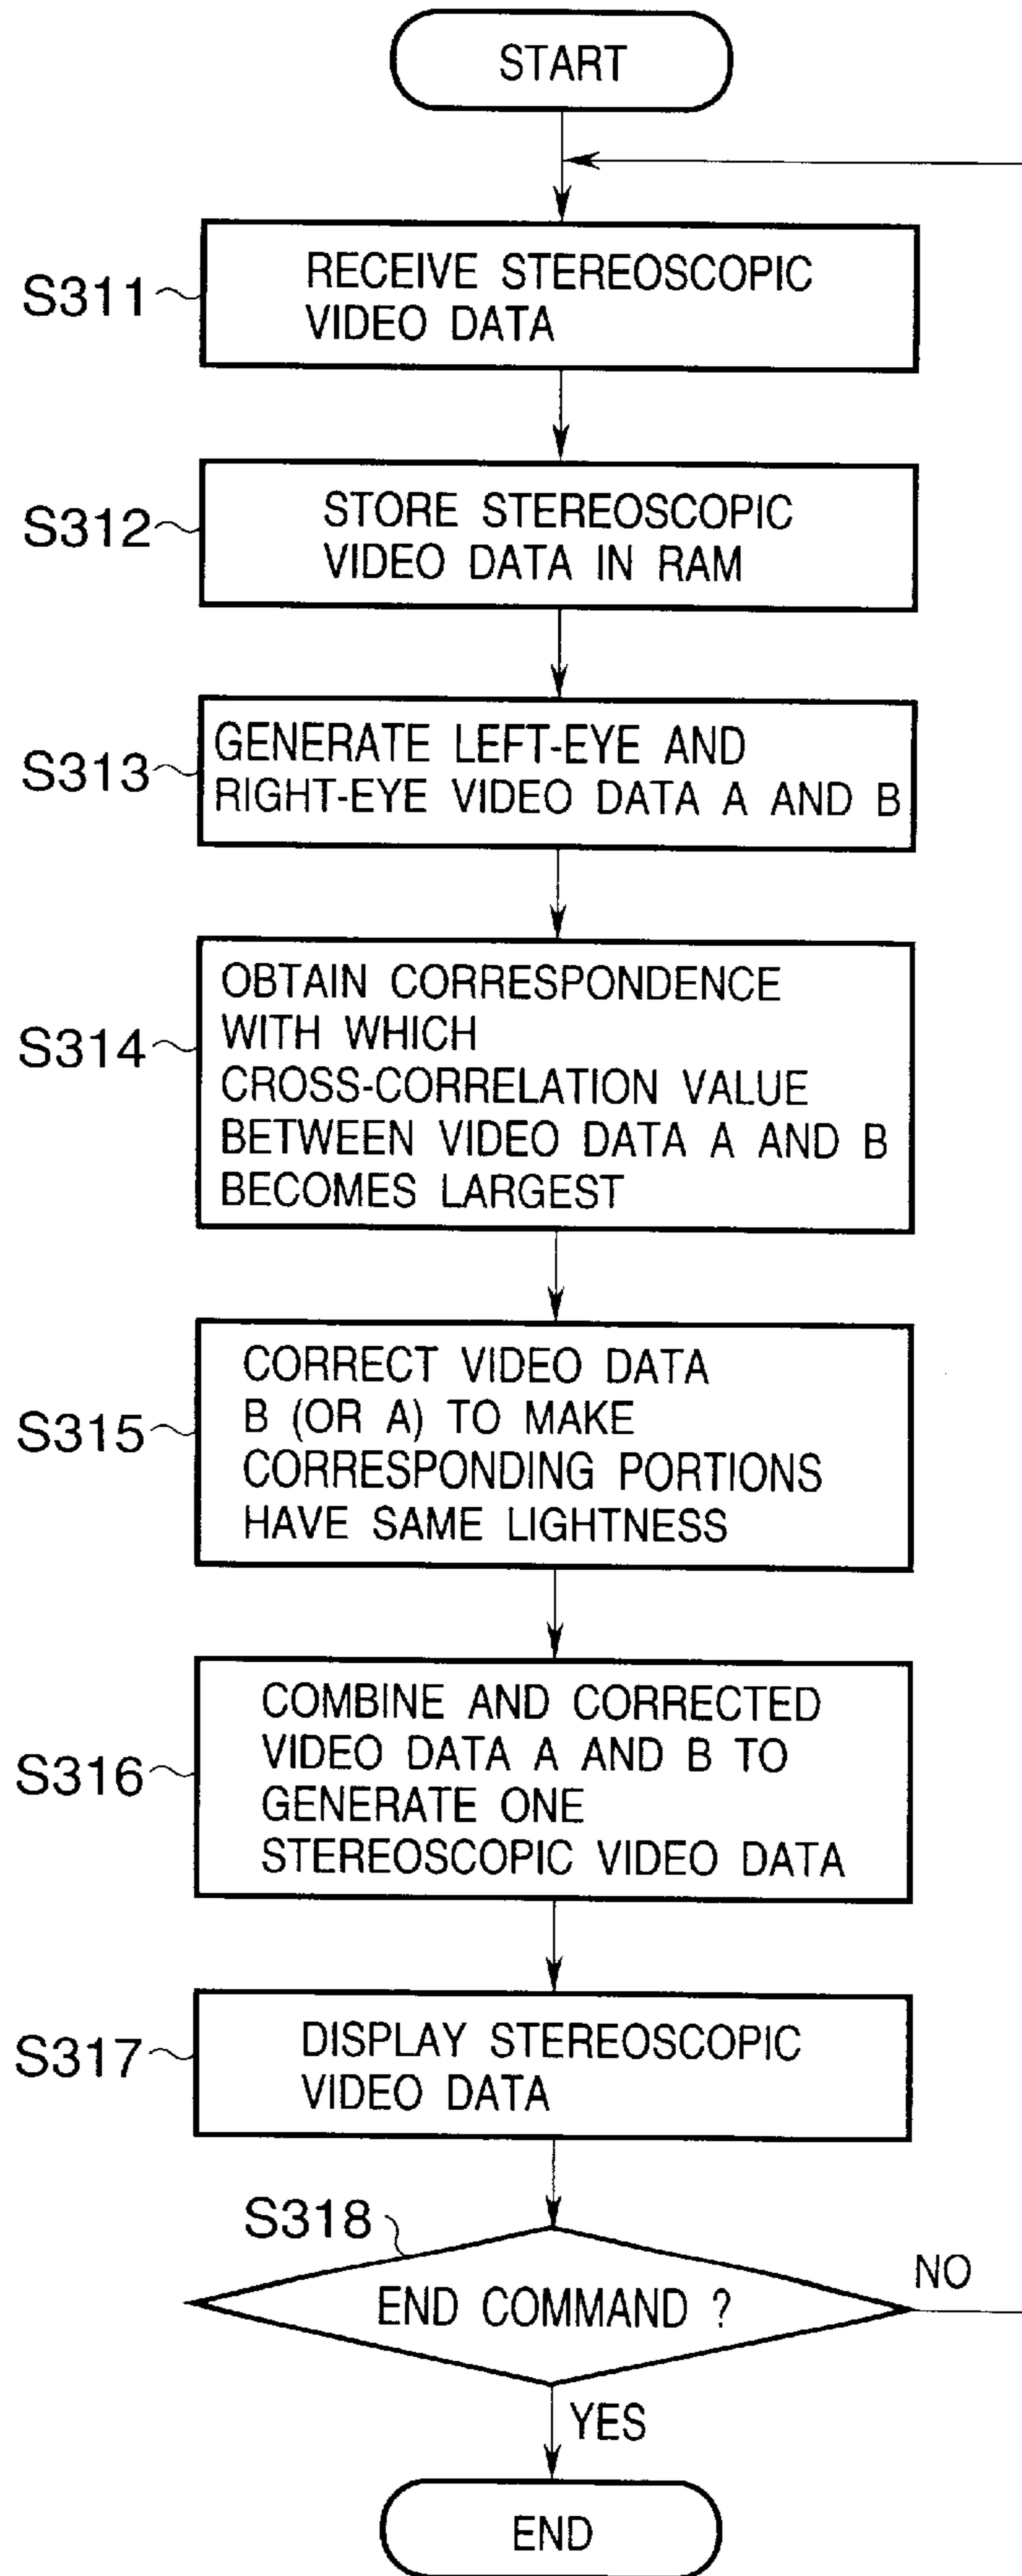 START
S311
RECEIVE STEREOSCOPIC
VIDEO DATA
S312
STORE STEREOSCOPIC
VIDEO DATA IN RAM
S313
GENERATE LEFT-EYE AND
RIGHT-EYE VIDEO DATA A AND B
S314
OBTAIN CORRESPONDENCE
WITH WHICH
CROSS-CORRELATION VALUE
BETWEEN VIDEO DATA A AND B
BECOMES LARGEST
S315
CORRECT VIDEO DATA
B (OR A) TO MAKE
CORRESPONDING PORTIONS
HAVE SAME LIGHTNESS
S316
COMBINE AND CORRECTED
VIDEO DATA A AND B TO
GENERATE ONE
STEREOSCOPIC VIDEO DATA
S317
DISPLAY STEREOSCOPIC
VIDEO DATA
S318
END COMMAND ?
NO
YES
END